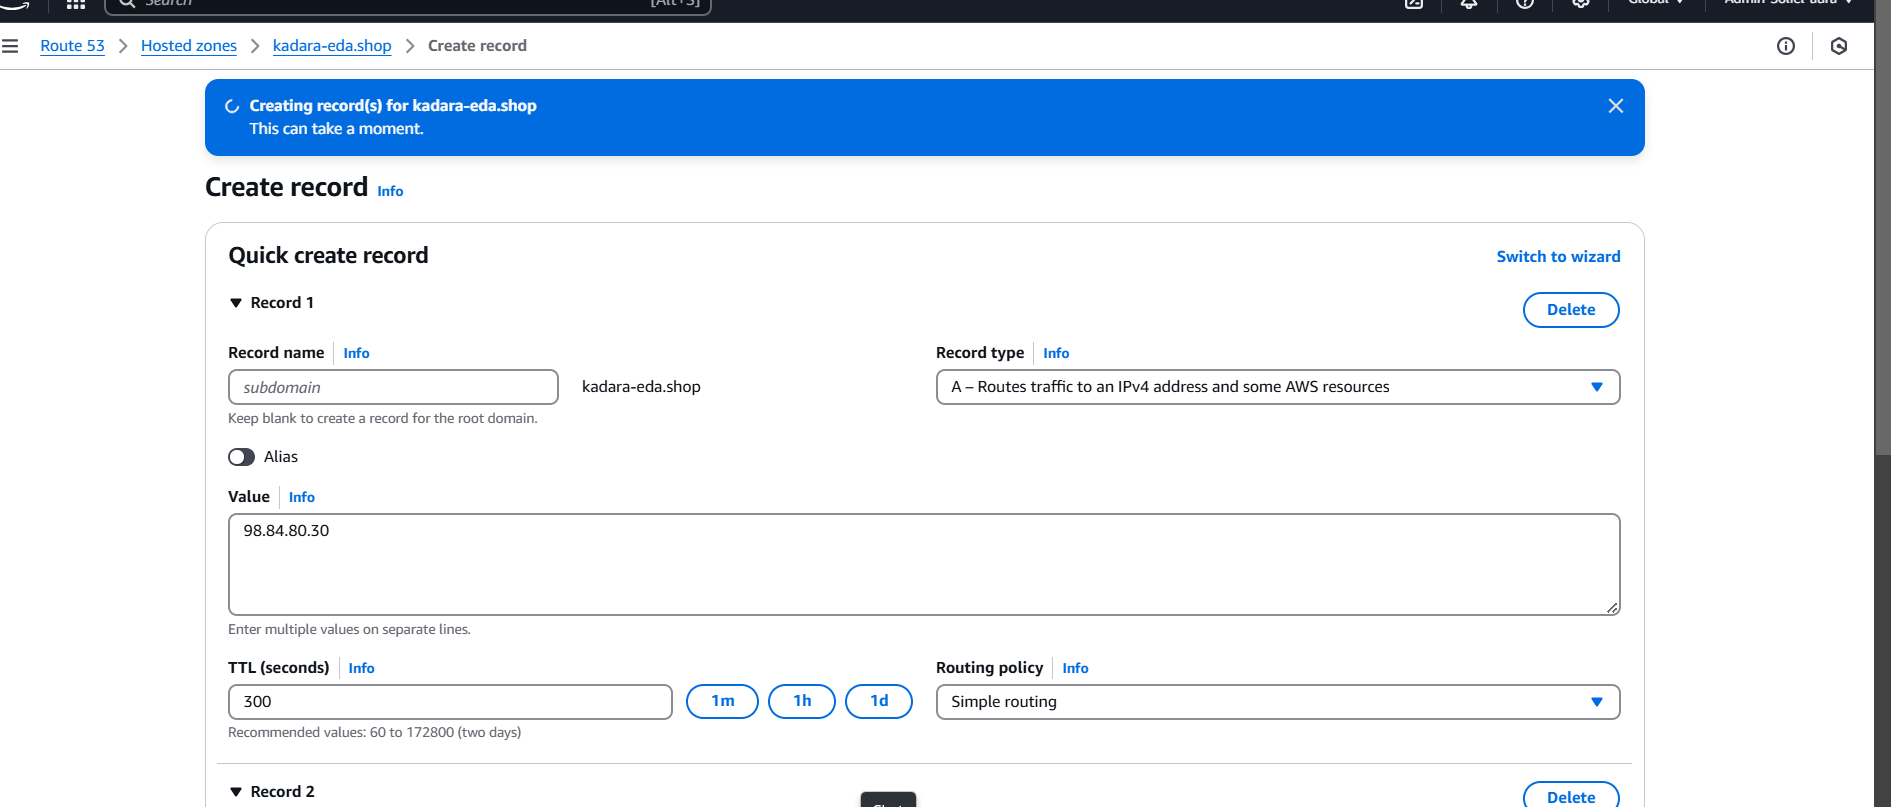 Search [Alt+S] Global
Route 53 Hosted zones kadara-eda.shop Create record
Creating record(s) for kadara-eda.shop
This can take a moment.
Create record Info
Quick create record
Switch to wizard
Record 1
Delete
Record name Info
Record type Info
subdomain kadara-eda.shop
A – Routes traffic to an IPv4 address and some AWS resources
Keep blank to create a record for the root domain.
Alias
Value Info
98.84.80.30
Enter multiple values on separate lines.
TTL (seconds) Info
Routing policy Info
300 1m 1h 1d
Simple routing
Recommended values: 60 to 172800 (two days)
Record 2
Delete